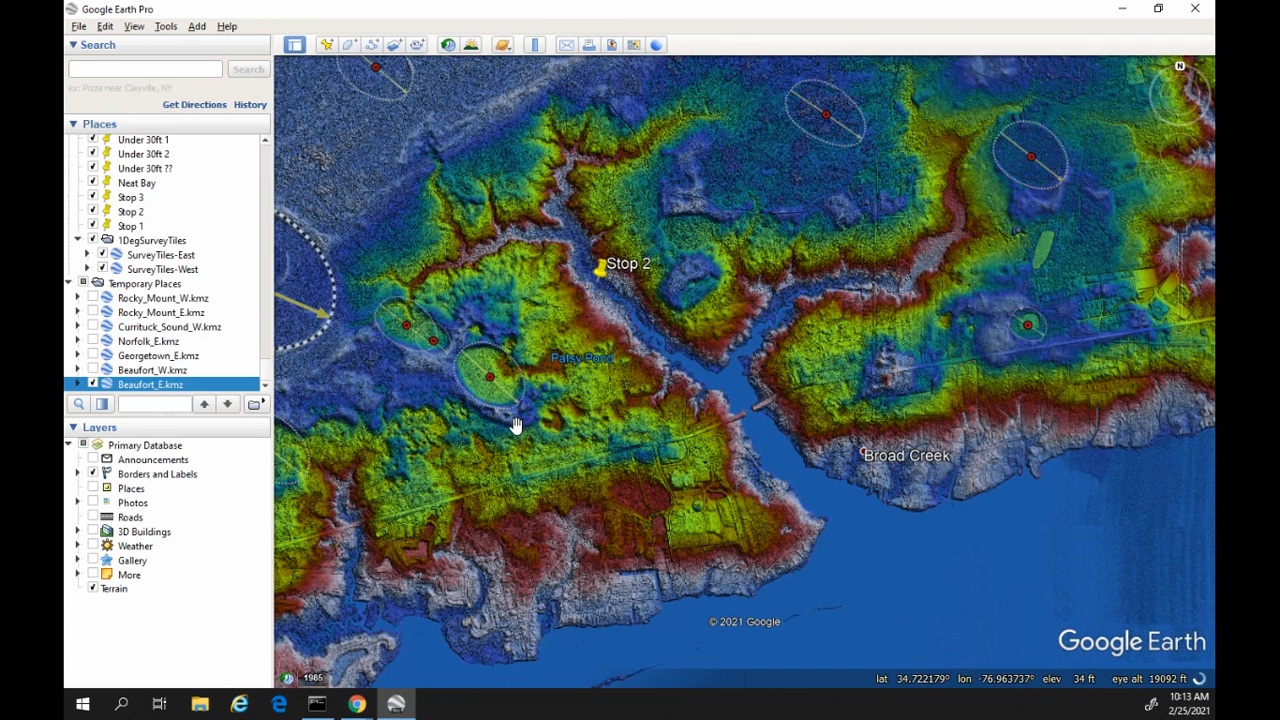 Google Earth Pro
File Edit View Tools Add Help
Search
Search
ex: Pizza near Clayville, NY
Get Directions History
Places
Under 30ft 1
Under 30ft 2
Under 30ft ??
Neat Bay
Stop 3
Stop 2
Stop 1
1DegSurveyTiles
SurveyTiles-East
SurveyTiles-West
Temporary Places
Rocky_Mount_W.kmz
Rocky_Mount_E.kmz
Currituck_Sound_W.kmz
Norfolk_E.kmz
Georgetown_E.kmz
Beaufort_W.kmz
Beaufort_E.kmz
Layers
Primary Database
Announcements
Borders and Labels
Places
Photos
Roads
3D Buildings
Weather
Gallery
More
Terrain
N
Stop 2
Patsy Pond
Broad Creek
© 2021 Google
Google Earth
1985
lat 34.722179° lon -76.963737° elev 34 ft eye alt 19092 ft
10:13 AM
2/25/2021